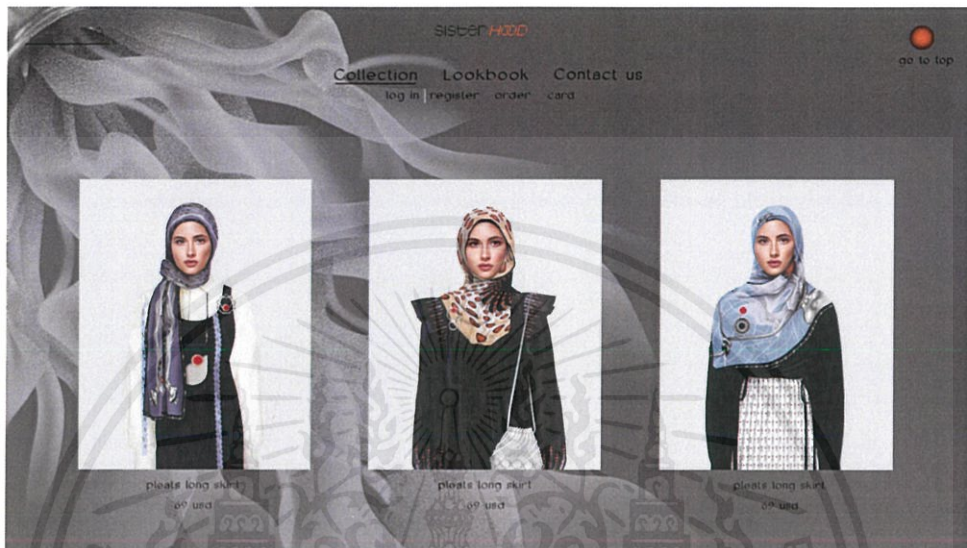 sisterHOOD
go to top
Collection Lookbook Contact us
log in | register order card
pleats long skirt
69 usd
pleats long skirt
69 usd
pleats long skirt
69 usd